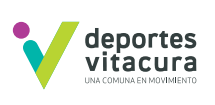 deportes
vitacura
UNA COMUNA EN MOVIMIENTO